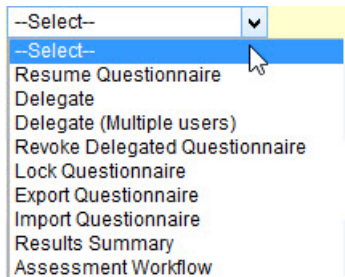 --Select--
--Select--
Resume Questionnaire
Delegate
Delegate (Multiple users)
Revoke Delegated Questionnaire
Lock Questionnaire
Export Questionnaire
Import Questionnaire
Results Summary
Assessment Workflow